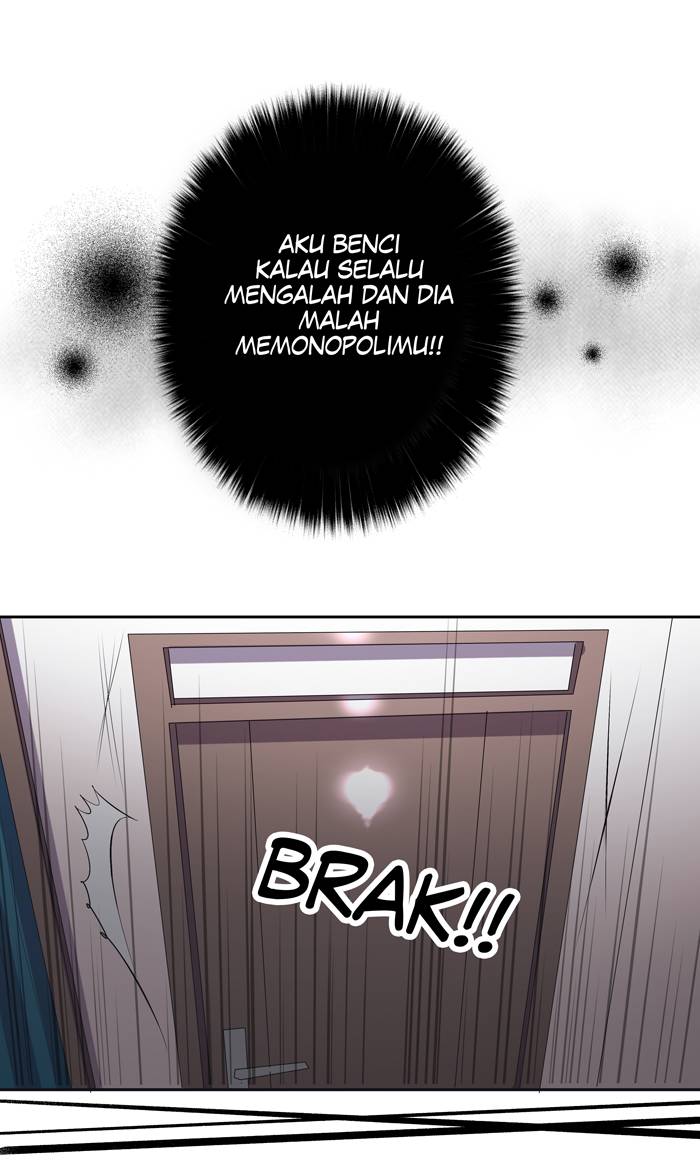 AKU BENCI
KALAU SELALU
MENGALAH DAN DIA
MALAH
MEMONOPOLIMU!!
BRAK!!